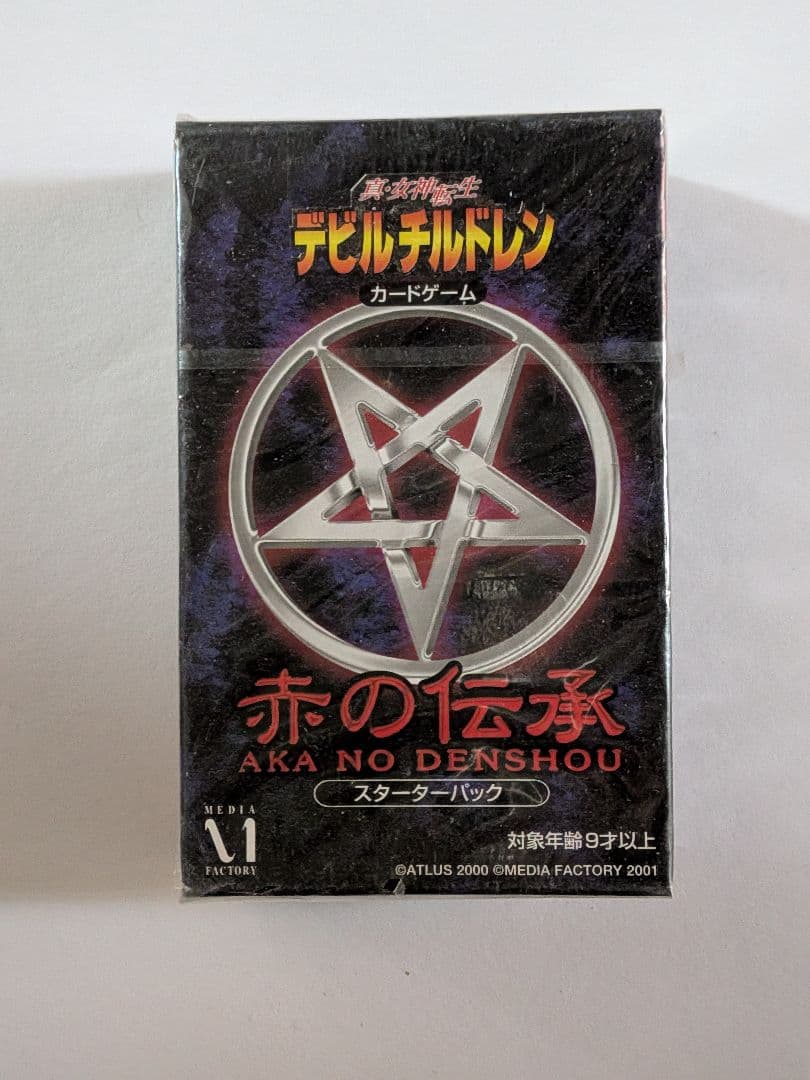 真・女神転生
デビルチルドレン
カードゲーム
赤の伝承
AKA NO DENSHOU
スターターパック
対象年齢9才以上
MEDIA
FACTORY
©ATLUS 2000 ©MEDIA FACTORY 2001